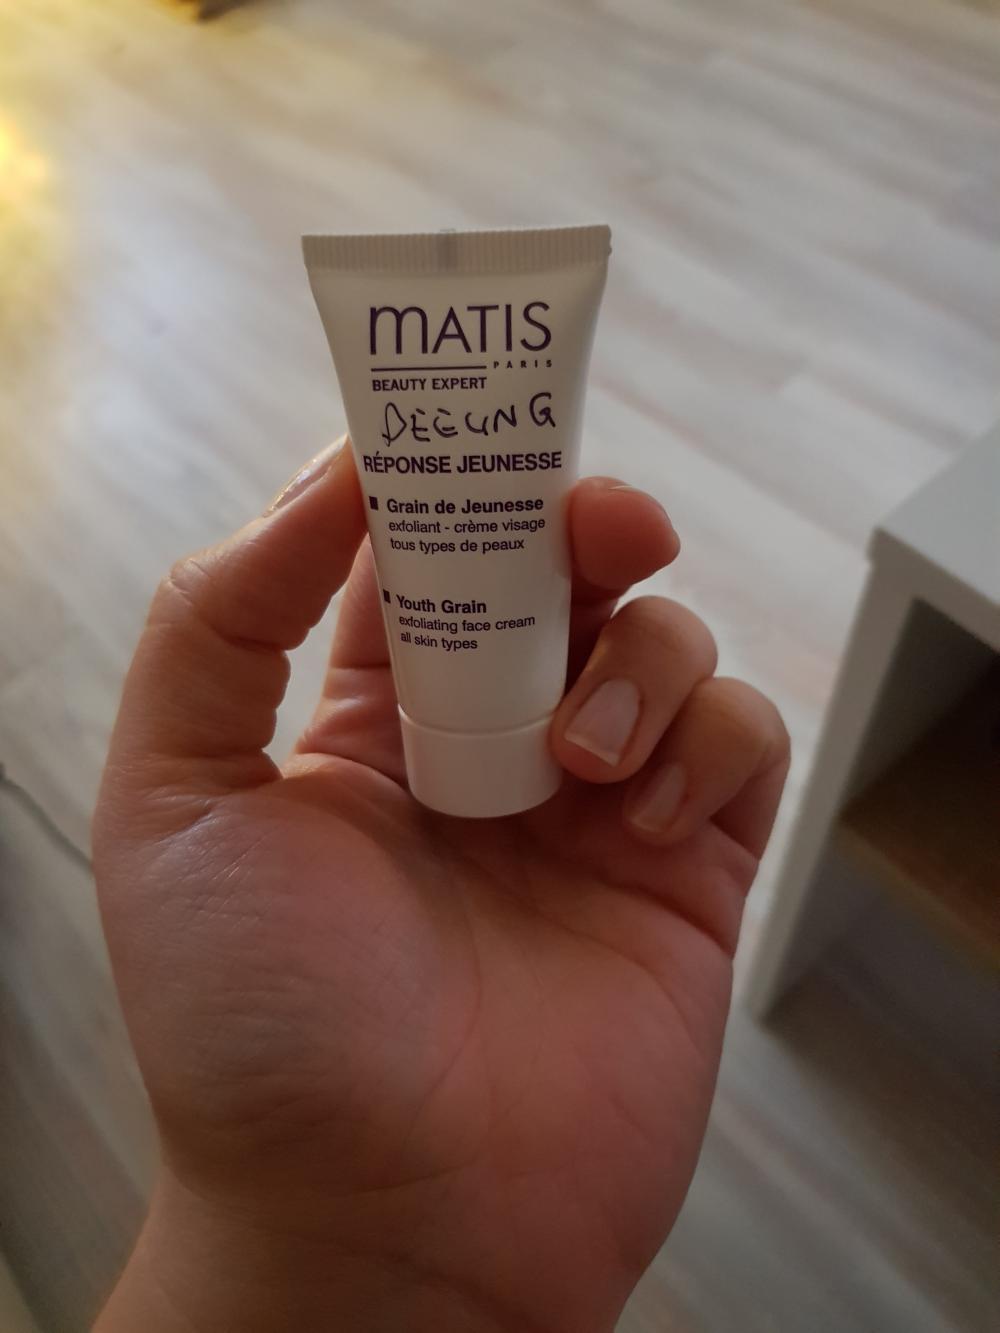 mATIS
PARIS
BEAUTY EXPERT
DEEUNG
RÉPONSE JEUNESSE
Grain de Jeunesse
exfoliant - crème visage
tous types de peaux
Youth Grain
exfoliating face cream
all skin types